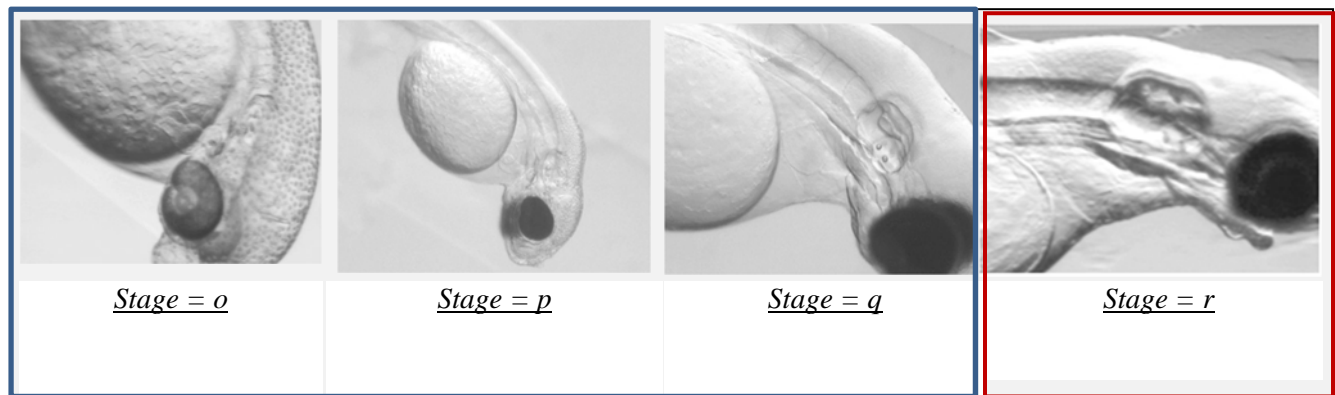 Stage = o
Stage = p
Stage = q
Stage = r